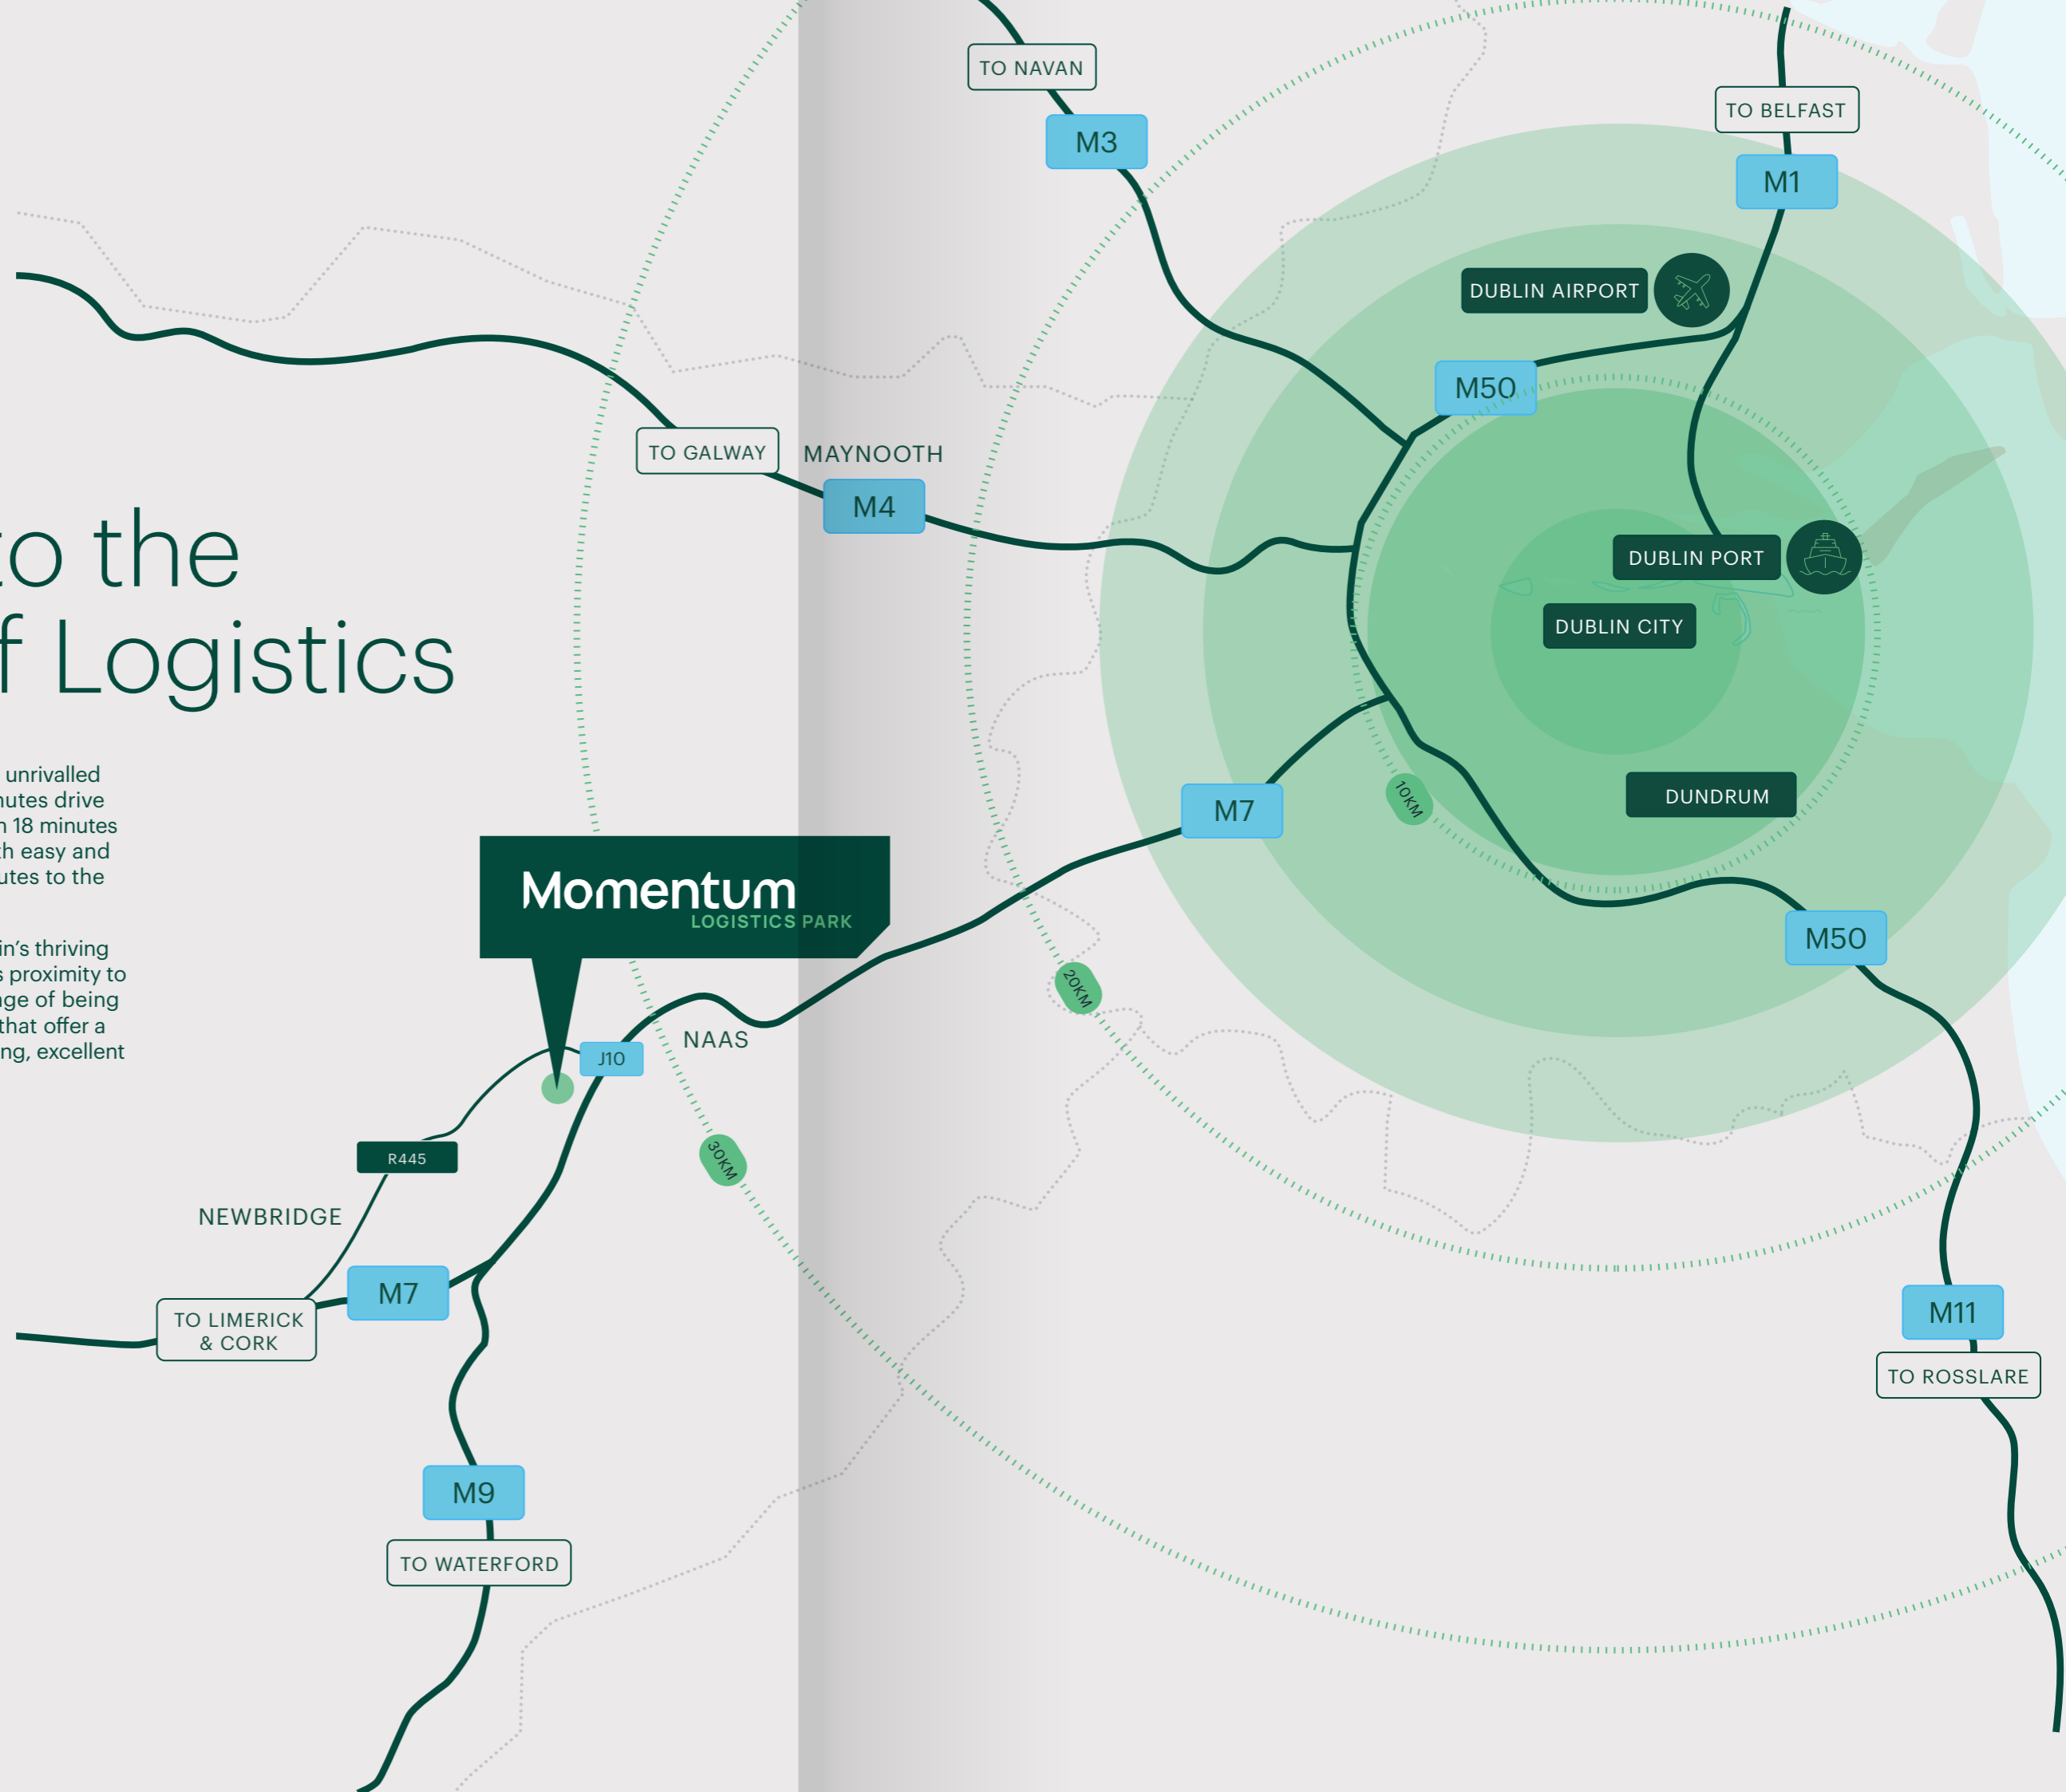 to the
f Logistics
unrivalled
nutes drive
18 minutes
th easy and
utes to the
in's thriving
s proximity to
age of being
that offer a
ng, excellent
TO NAVAN
M3
TO BELFAST
M1
DUBLIN AIRPORT
M50
TO GALWAY
MAYNOOTH
M4
DUBLIN PORT
DUBLIN CITY
DUNDRUM
M7
10KM
Momentum
LOGISTICS PARK
M50
20KM
NAAS
J10
30KM
R445
NEWBRIDGE
M7
TO LIMERICK
& CORK
M11
TO ROSSLARE
M9
TO WATERFORD